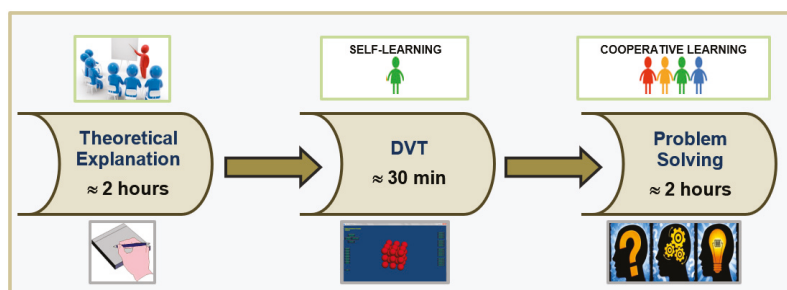 SELF-LEARNING
COOPERATIVE LEARNING
Theoretical
Explanation
≈ 2 hours
DVT
≈ 30 min
Problem
Solving
≈ 2 hours